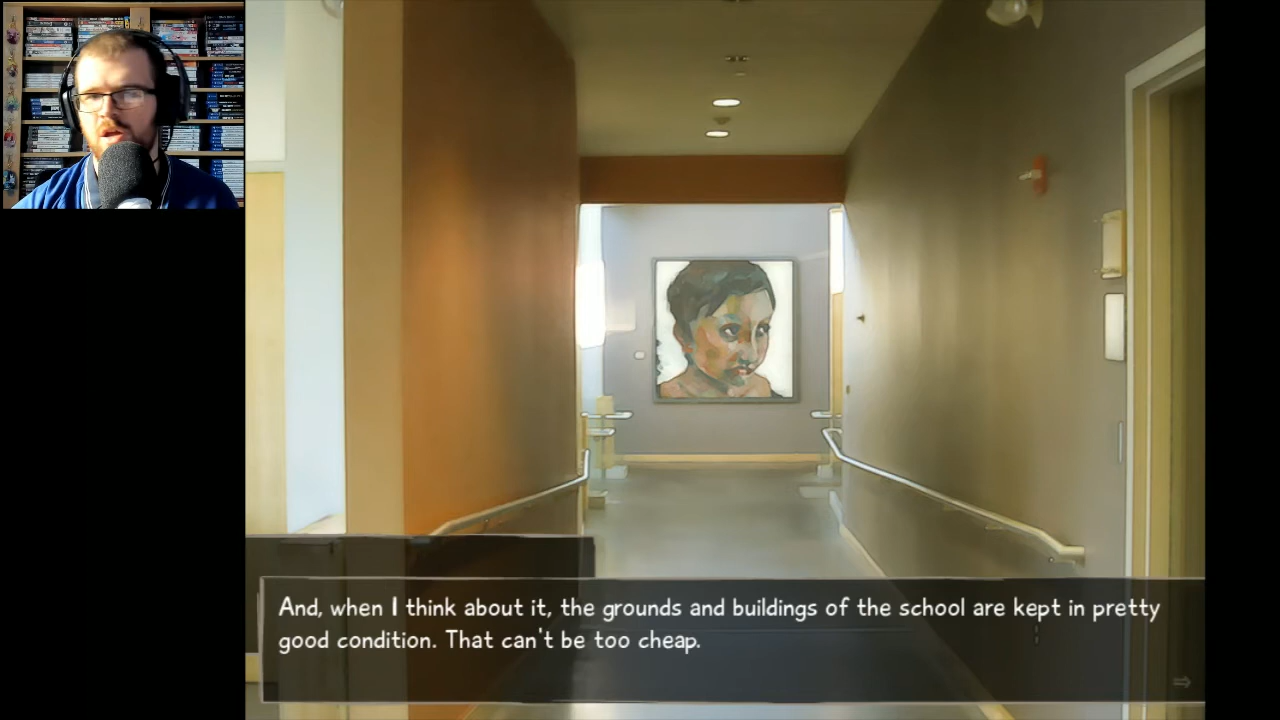 And, when I think about it, the grounds and buildings of the school are kept in pretty
good condition. That can't be too cheap.